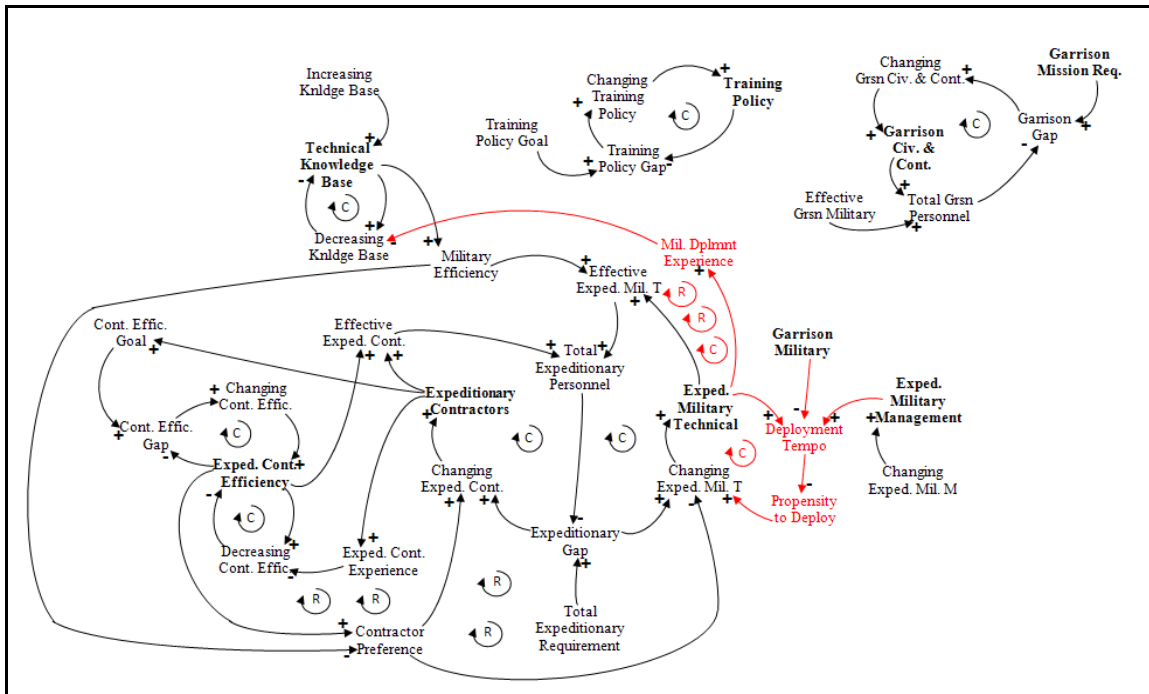 Increasing
Knldge Base
Technical
Knowledge
Base
Decreasing
Knldge Base
Military
Efficiency
Training
Policy Goal
Changing
Training
Policy
Training
Policy Gap
Training
Policy
Changing
Grsn Civ. & Cont.
Garrison
Mission Req.
Garrison
Gap
Garrison
Civ. &
Cont.
Effective
Grsn Military
Total Grsn
Personnel
Mil. Dplmnt
Experience
Effective
Exped. Mil. T
Cont. Effic.
Goal
Effective
Exped. Cont.
Total
Expeditionary
Personnel
Garrison
Military
Changing
Cont. Effic.
Cont. Effic.
Gap
Expeditionary
Contractors
Exped.
Military
Technical
Exped.
Military
Management
Deployment
Tempo
Exped. Cont.
Efficiency
Changing
Exped. Cont.
Changing
Exped. Mil. T
Changing
Exped. Mil. M
Propensity
to Deploy
Decreasing
Cont. Effic.
Exped. Cont.
Experience
Expeditionary
Gap
Contractor
Preference
Total
Expeditionary
Requirement
C
C
C
C
R
R
C
C
C
C
C
C
R
R
R
R